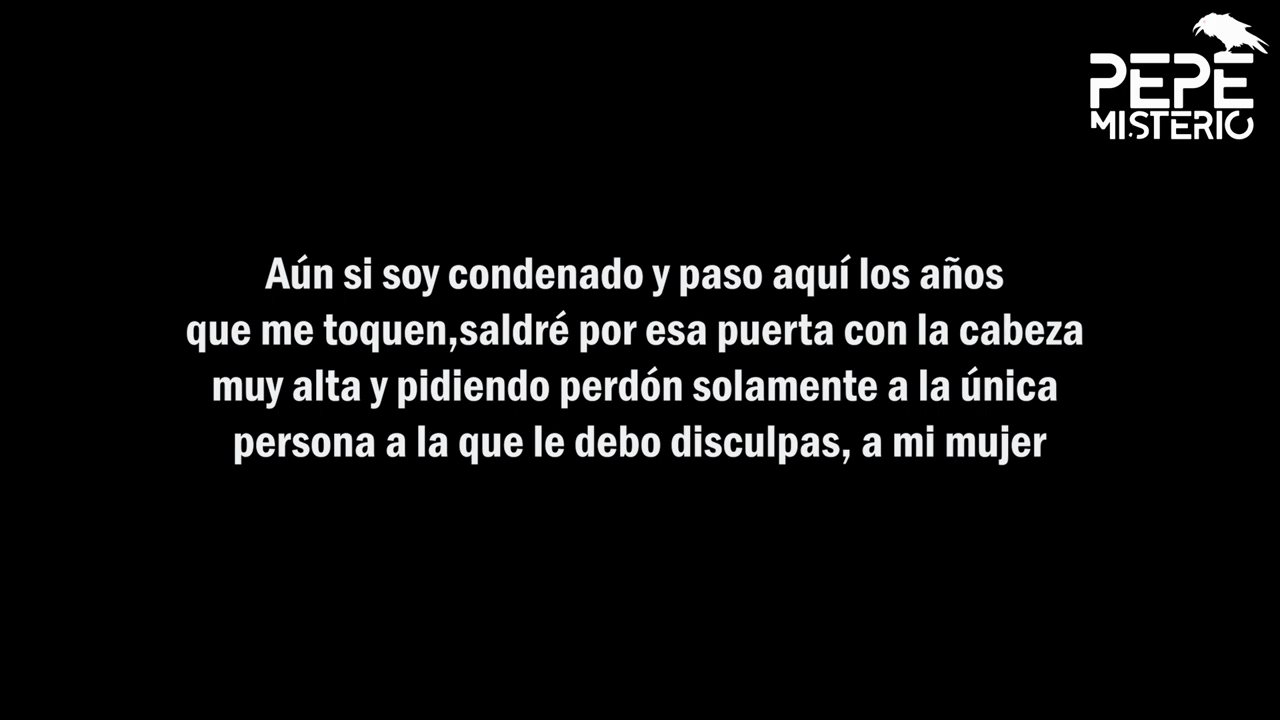 PEPE
MISTERIO
Aún si soy condenado y paso aquí los años
que me toquen,saldré por esa puerta con la cabeza
muy alta y pidiendo perdón solamente a la única
persona a la que le debo disculpas, a mi mujer